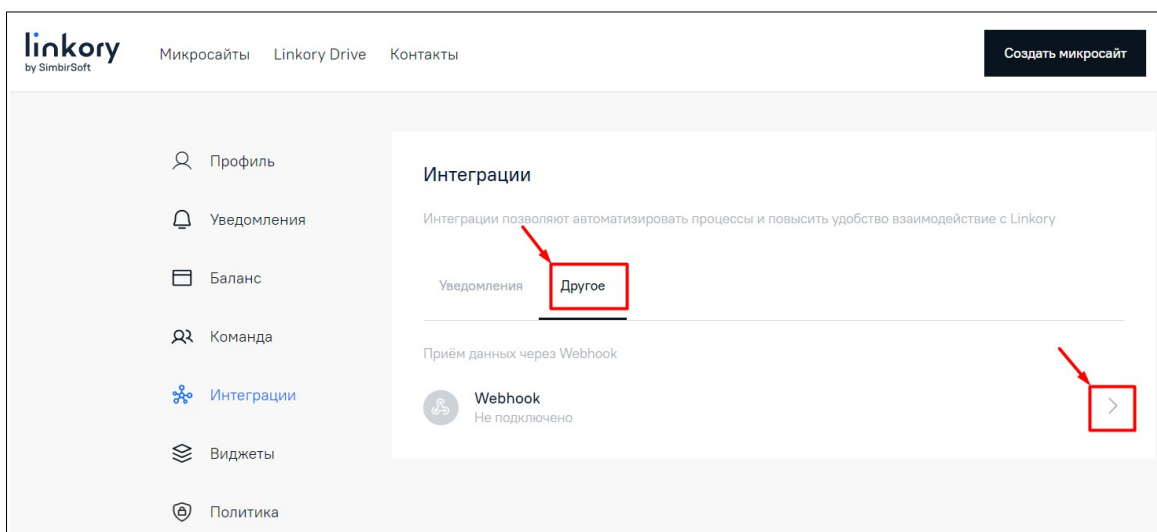 linkory
by SimbirSoft
Микросайты Linkory Drive Контакты
Создать микросайт
Профиль
Уведомления
Баланс
Команда
Интеграции
Виджеты
Политика
Интеграции
Интеграции позволяют автоматизировать процессы и повысить удобство взаимодействие с Linkory
Уведомления Другое
Приём данных через Webhook
Webhook
Не подключено